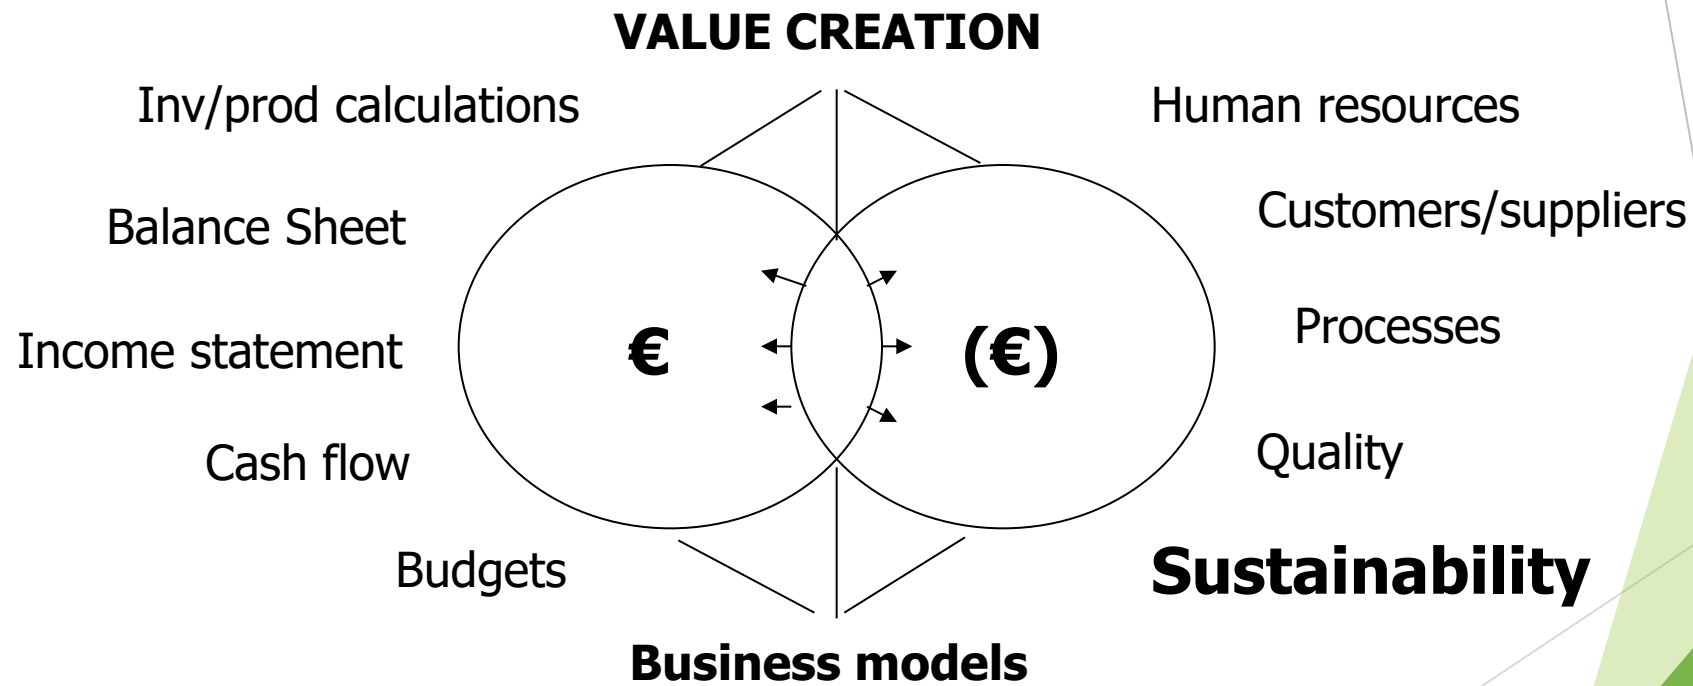 VALUE CREATION
Inv/prod calculations
Human resources
Balance Sheet
Customers/suppliers
Income statement
€
(€)
Processes
Cash flow
Quality
Budgets
Sustainability
Business models